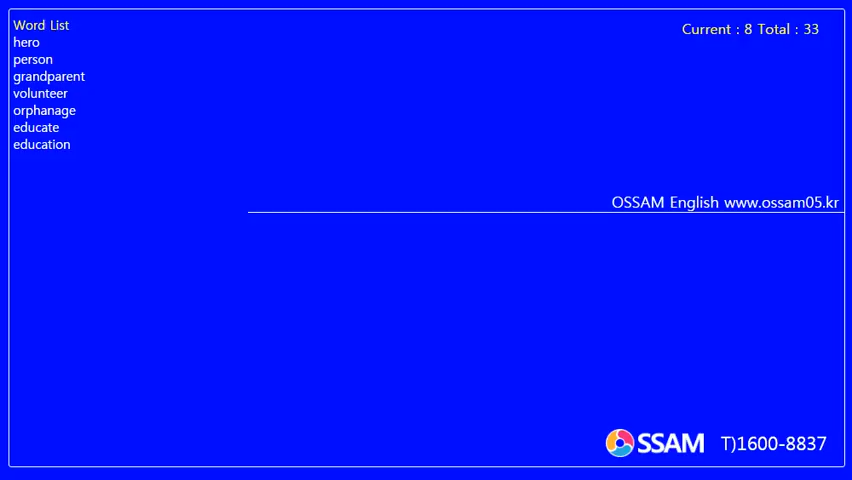 Word List
Current : 8 Total : 33
hero
person
grandparent
volunteer
orphanage
educate
education
OSSAM English www.ossam05.kr
OSSAM T)1600-8837